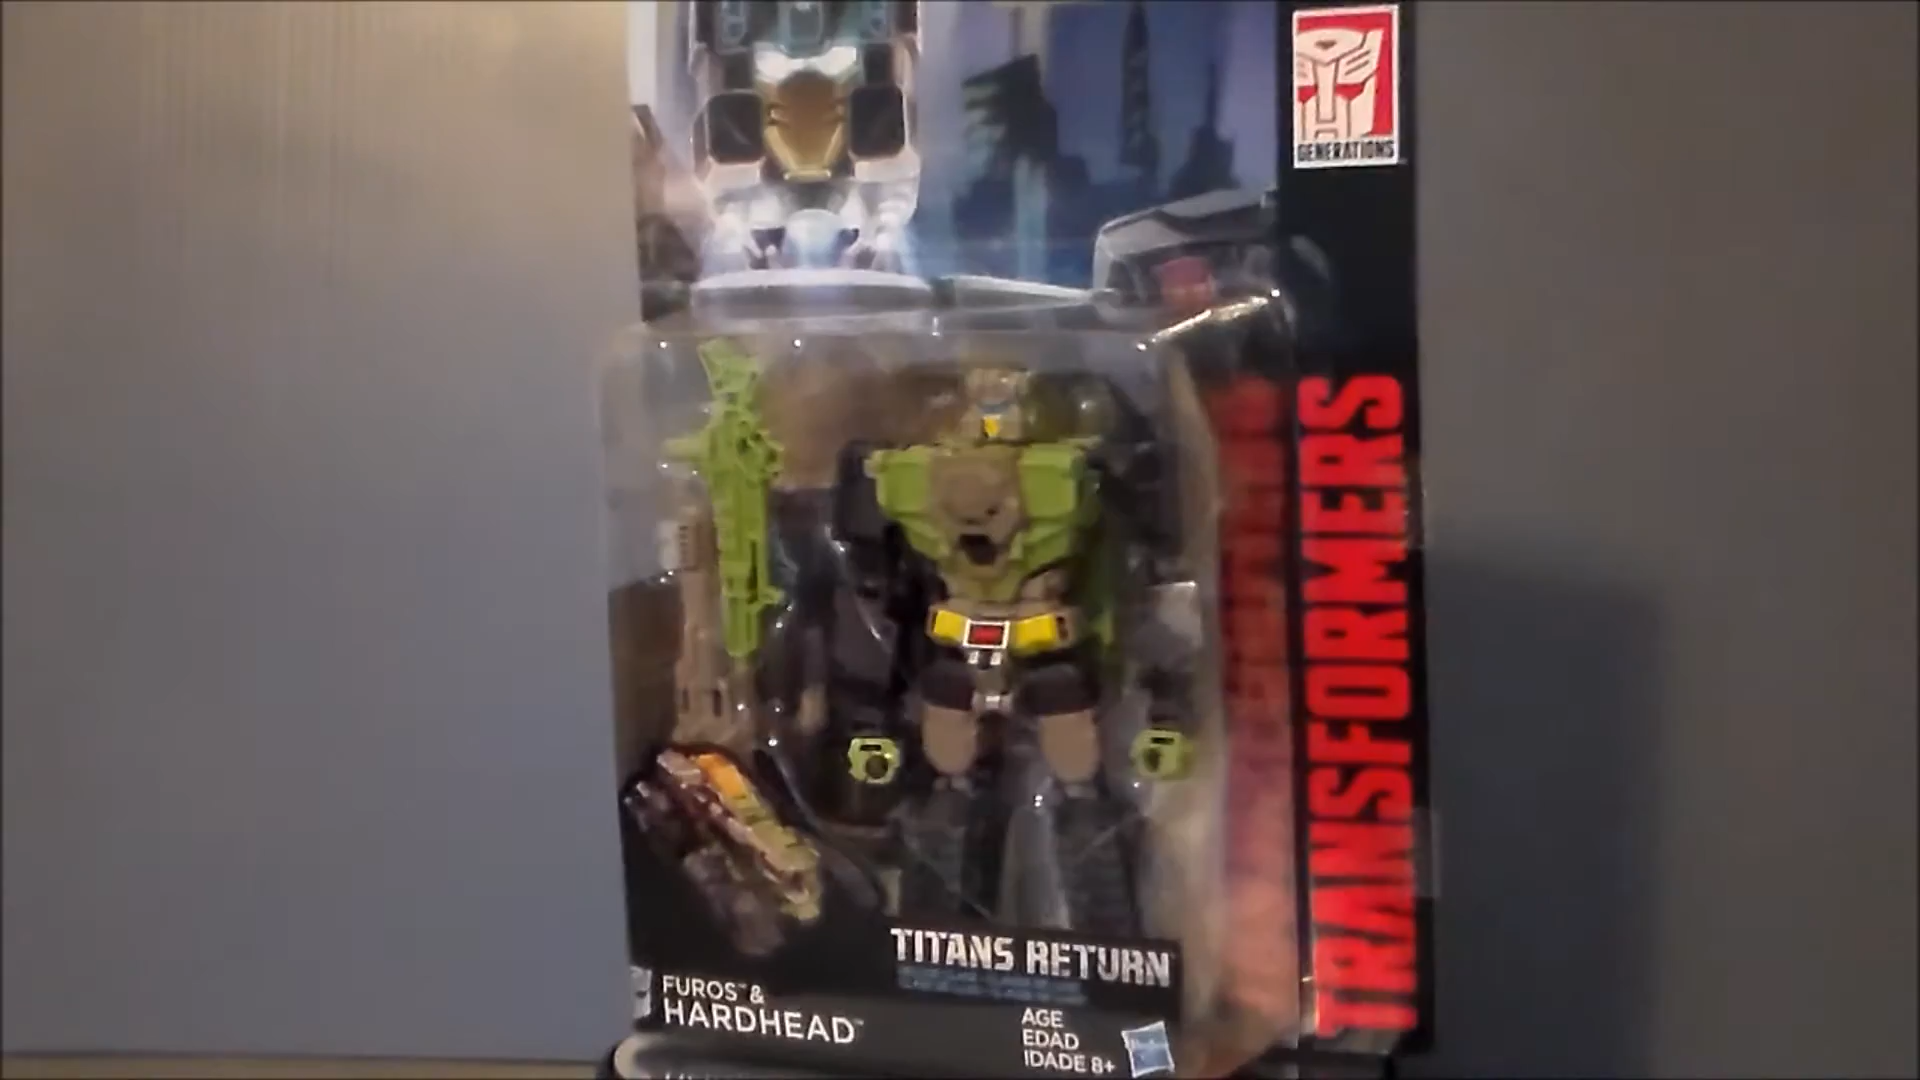 GENERATIONS
TRANSFORMERS
TITANS RETURN
FUROS™ &
HARDHEAD™
AGE
EDAD
IDADE 8+